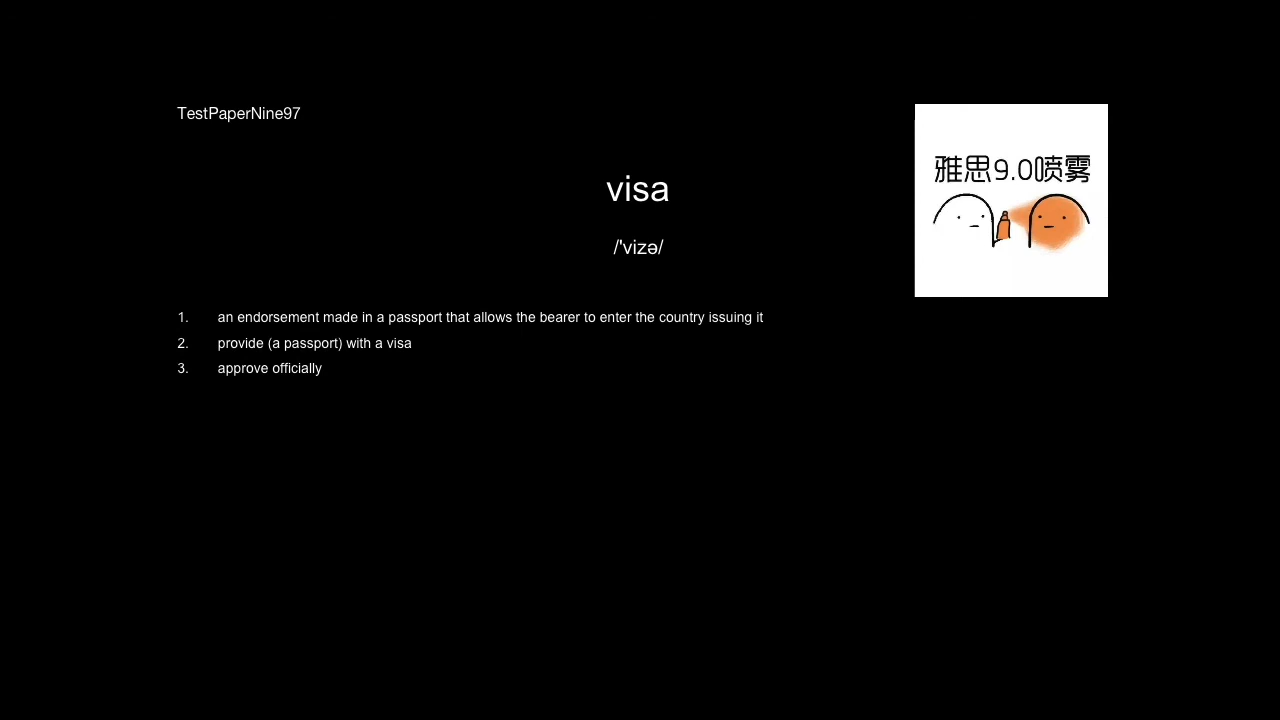 TestPaperNine97
雅思9.0喷雾
visa
/'vizə/
1. an endorsement made in a passport that allows the bearer to enter the country issuing it
2. provide (a passport) with a visa
3. approve officially